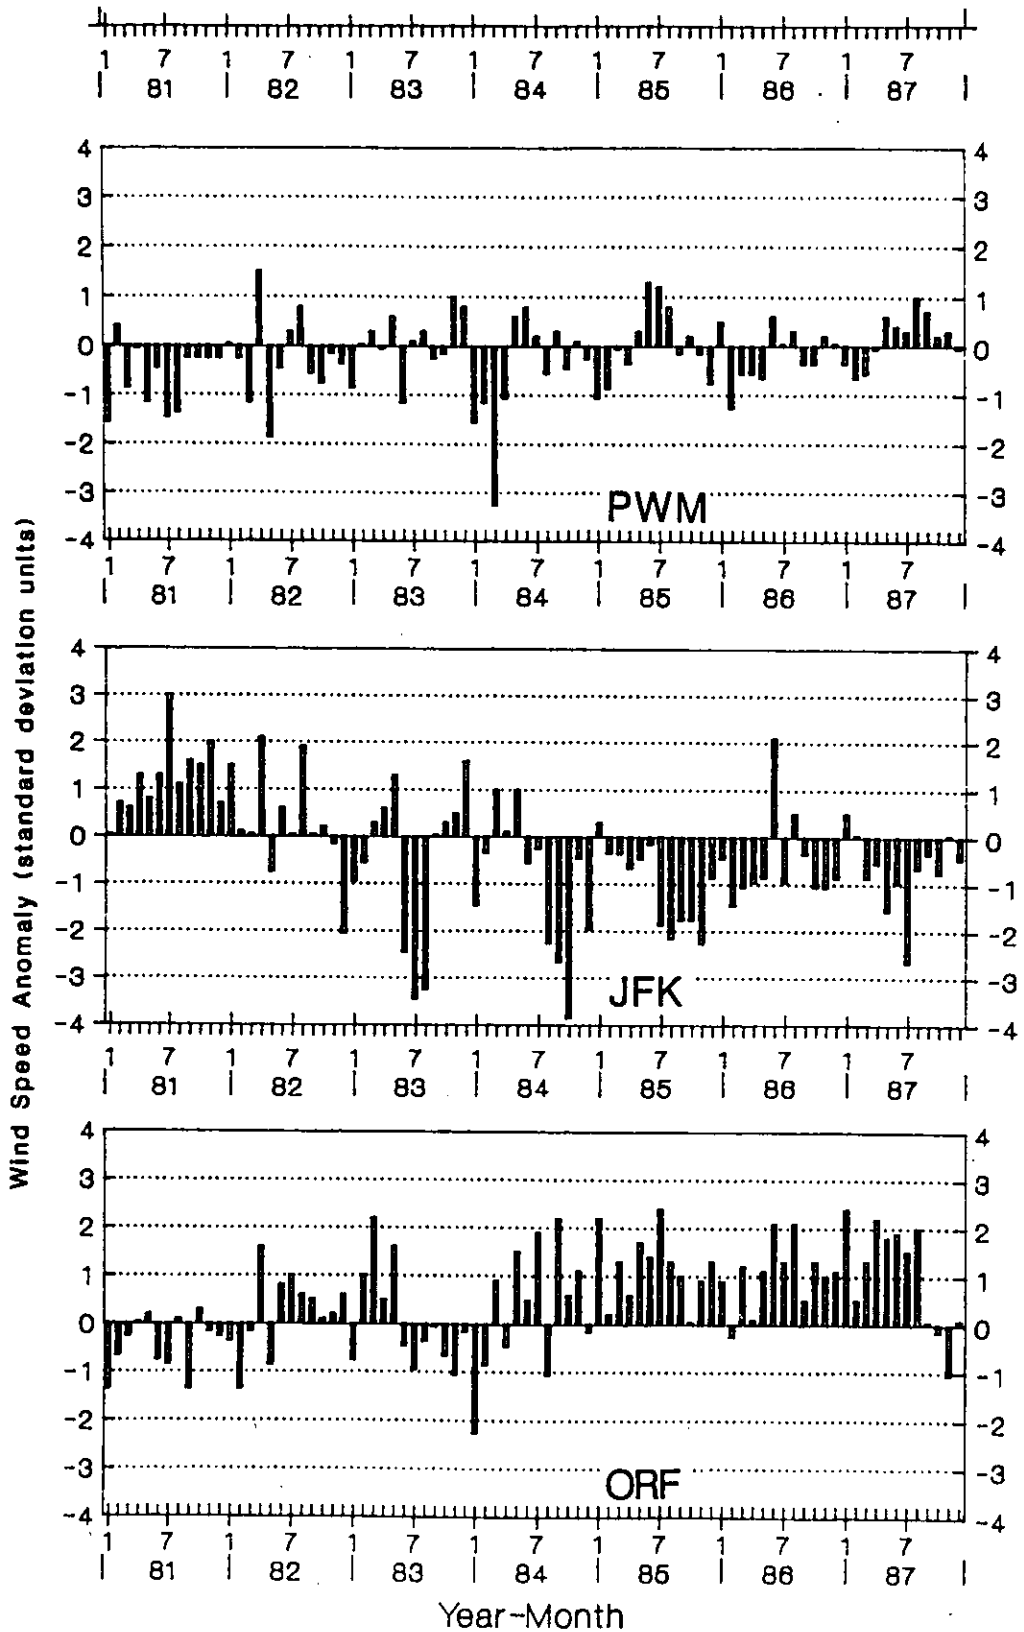 1 7 1 7 1 7 1 7 1 7 1 7 1 7
| 81 | 82 | 83 | 84 | 85 | 86 | 87 |
4 4
3 3
2 2
1 1
0 0
-1 -1
-2 -2
-3 PWM -3
-4 -4
1 7 1 7 1 7 1 7 1 7 1 7 1 7
| 81 | 82 | 83 | 84 | 85 | 86 | 87 |
Wind Speed Anomaly (standard deviation units)
4 4
3 3
2 2
1 1
0 0
-1 -1
-2 -2
-3 JFK -3
-4 -4
1 7 1 7 1 7 1 7 1 7 1 7 1 7
| 81 | 82 | 83 | 84 | 85 | 86 | 87 |
4 4
3 3
2 2
1 1
0 0
-1 -1
-2 -2
-3 ORF -3
-4 -4
1 7 1 7 1 7 1 7 1 7 1 7 1 7
| 81 | 82 | 83 | 84 | 85 | 86 | 87 |
Year-Month